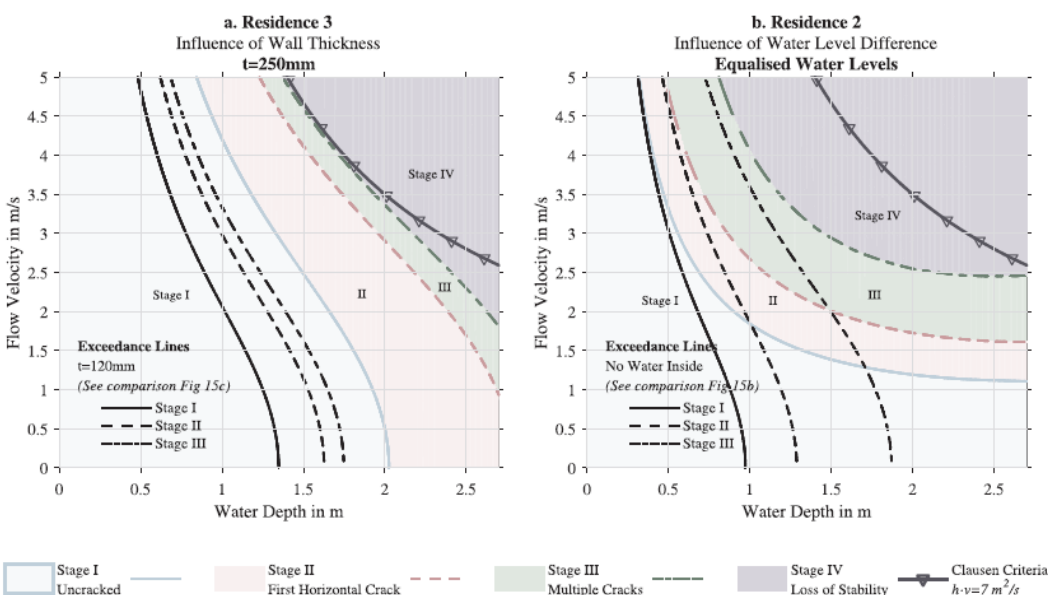 a. Residence 3
Influence of Wall Thickness
t=250mm
5
4.5
4
3.5
3
2.5
2
1.5
1
0.5
0
Flow Velocity in m/s
Stage IV
Stage I
II
III
Exceedance Lines
t=120mm
(See comparison Fig 15c)
Stage I
Stage II
Stage III
0
0.5
1
1.5
2
2.5
Water Depth in m
b. Residence 2
Influence of Water Level Difference
Equalised Water Levels
5
4.5
4
3.5
3
2.5
2
1.5
1
0.5
0
Flow Velocity in m/s
Stage IV
Stage I
II
III
Exceedance Lines
No Water Inside
(See comparison Fig 15b)
Stage I
Stage II
Stage III
0
0.5
1
1.5
2
2.5
Water Depth in m
Stage I
Uncracked
Stage II
First Horizontal Crack
Stage III
Multiple Cracks
Stage IV
Loss of Stability
Clausen Criteria
h·v=7 m²/s